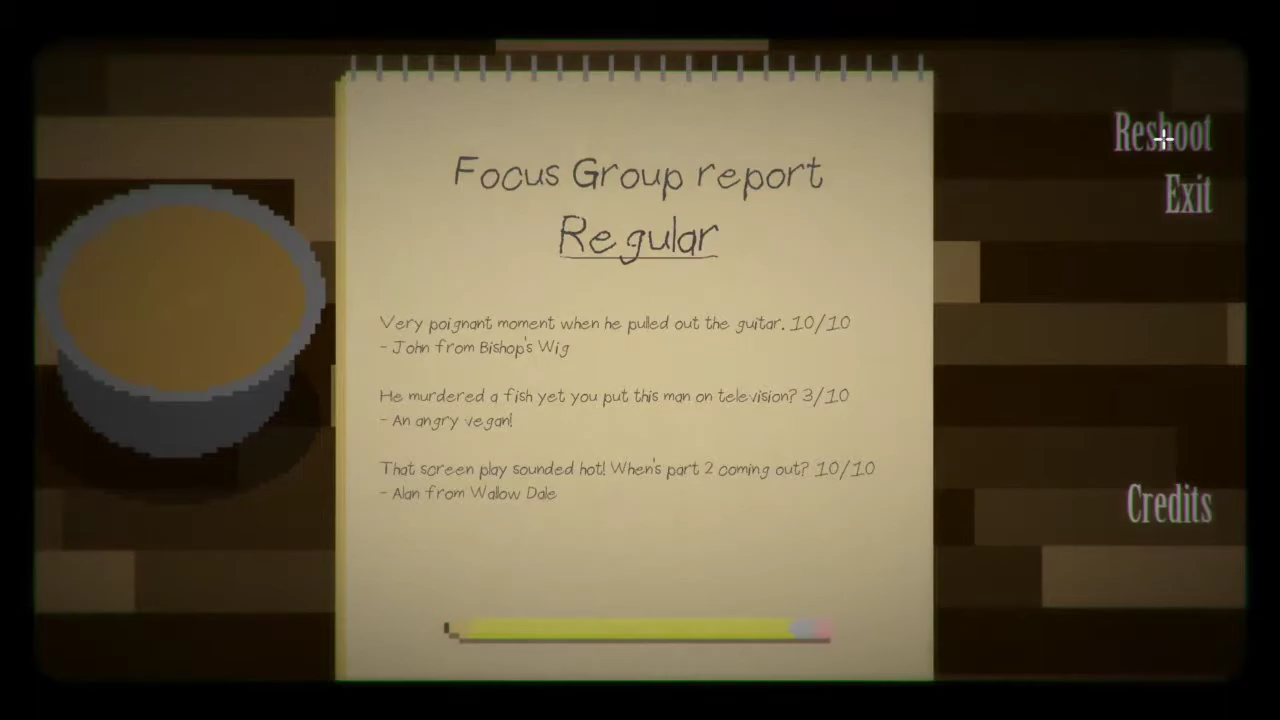 Focus Group report
Regular
Very poignant moment when he pulled out the guitar. 10/10
- John from Bishop's Wig
He murdered a fish yet you put this man on television? 3/10
- An angry vegan!
That screen play sounded hot! When's part 2 coming out? 10/10
- Alan from Wallow Dale
Reshoot
Exit
Credits